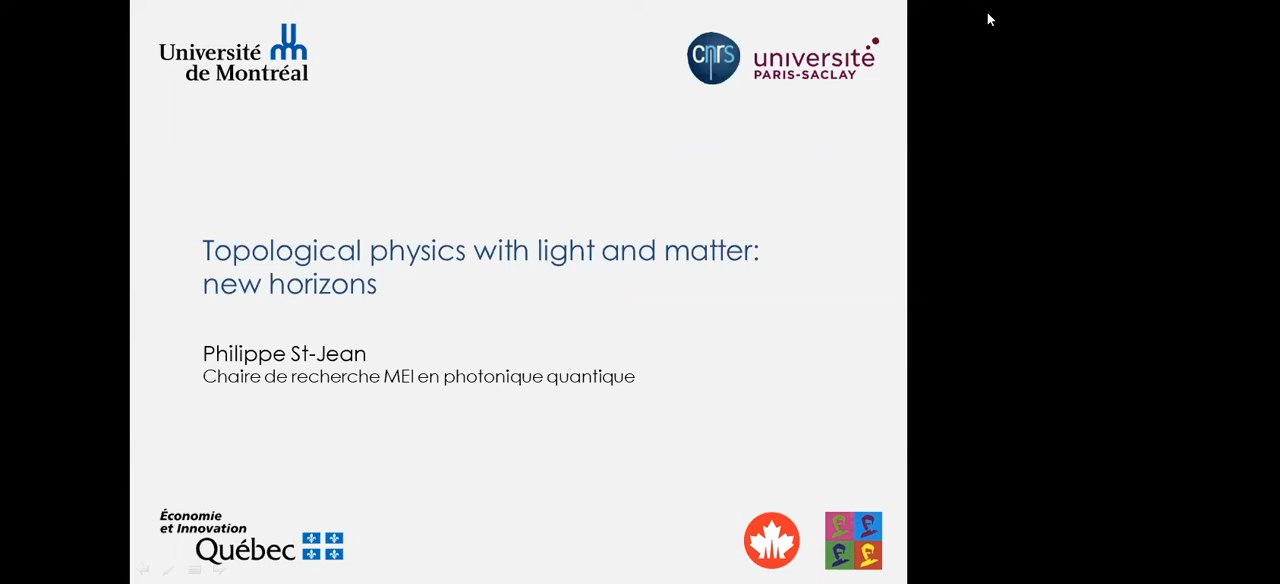 Université
de Montréal
cnrs
université
PARIS-SACLAY
Topological physics with light and matter:
new horizons
Philippe St-Jean
Chaire de recherche MEI en photonique quantique
Économie
et Innovation
Québec